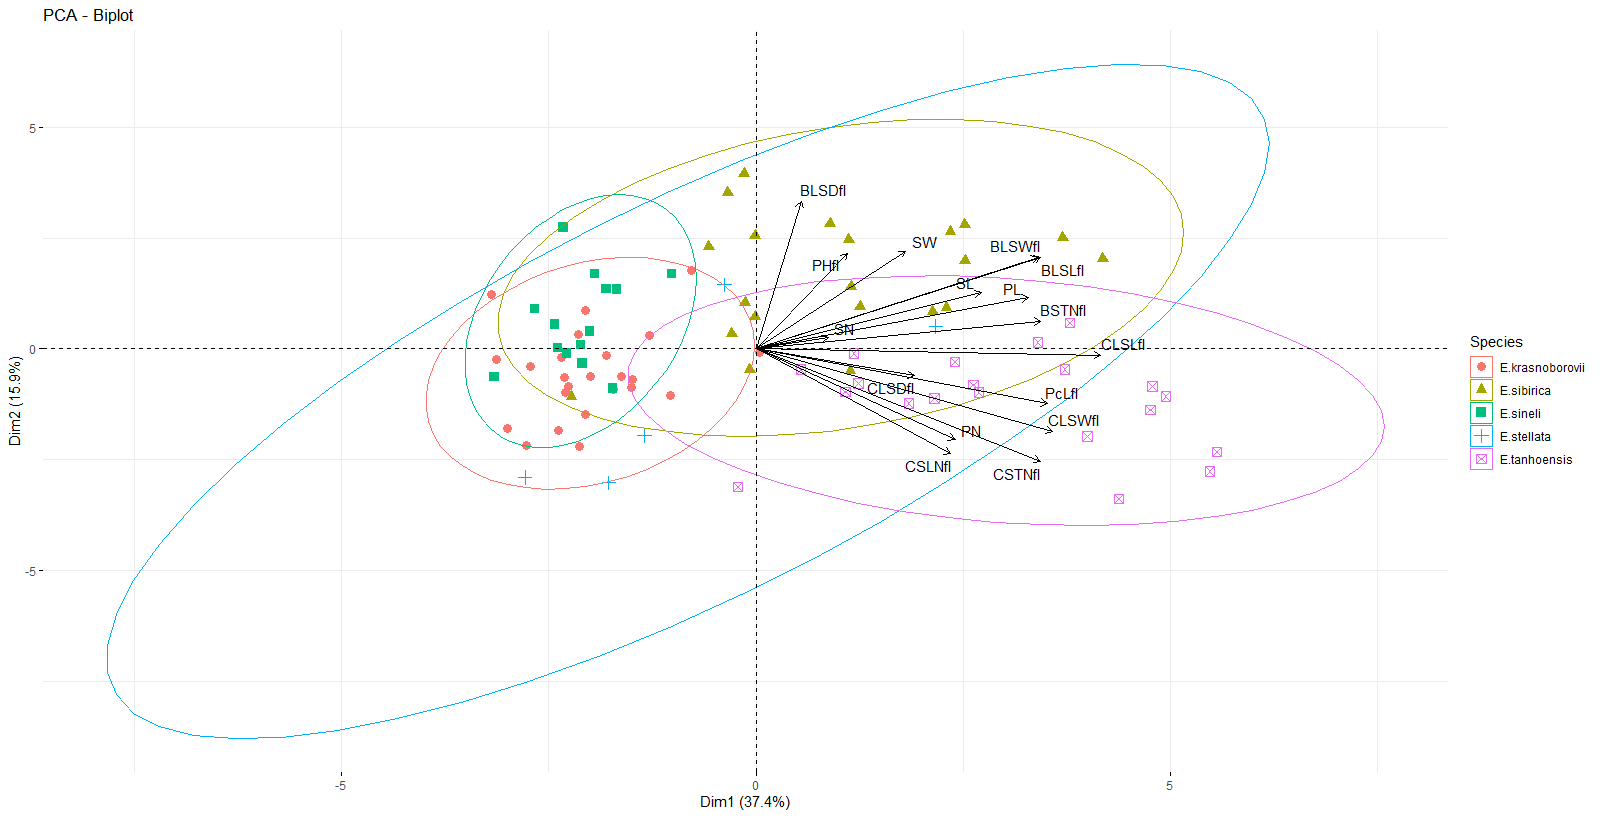 PCA - Biplot
BLSDfl
SW
PHfl
BLSWfl
BLSLfl
SL
PL
BSTNfl
SN
CLSLfl
CLSDfl
PcLfl
CLSWfl
PN
CSLNfl
CSTNfl
5
0
-5
Dim2 (15.9%)
-5
0
5
Dim1 (37.4%)
Species
E.krasnoborovii
E.sibirica
E.sineli
E.stellata
E.tanhoensis